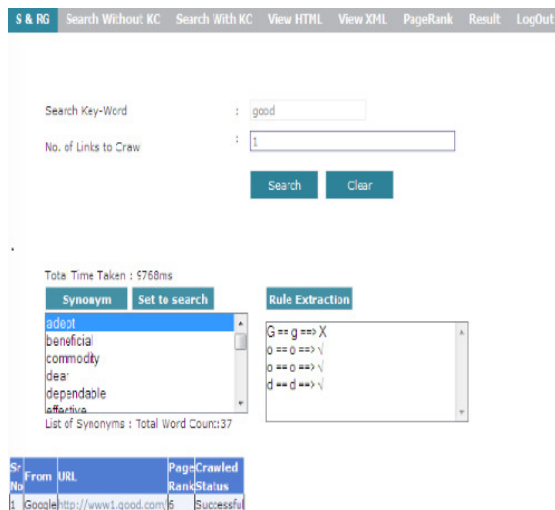 S & RG Search Without KC Search With KC View HTML View XML PageRank Result LogOut
Search Key-Word : good
No. of Links to Craw : 1
Search Clear
Tota Time Taken : 9768ms
Synonym Set to search Rule Extraction
adept
beneficial
commodity
dear
dependable
effective
G == g ==> X
o == o ==> √
o == o ==> √
d == d ==> √
List of Synonyms : Total Word Count:37
Sr No From URL Page Rank Crawled Status
1 Google http://www1.good.com/ 6 Successful